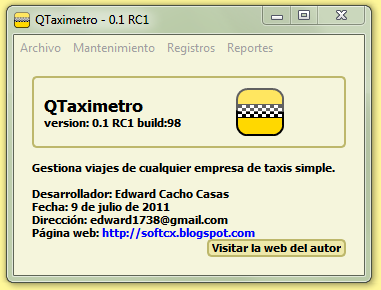 QTaximetro - 0.1 RC1
Archivo Mantenimiento Registros Reportes
QTaximetro
version: 0.1 RC1 build:98
Gestiona viajes de cualquier empresa de taxis simple.
Desarrollador: Edward Cacho Casas
Fecha: 9 de julio de 2011
Dirección: edward1738@gmail.com
Página web: http://softcx.blogspot.com
Visitar la web del autor